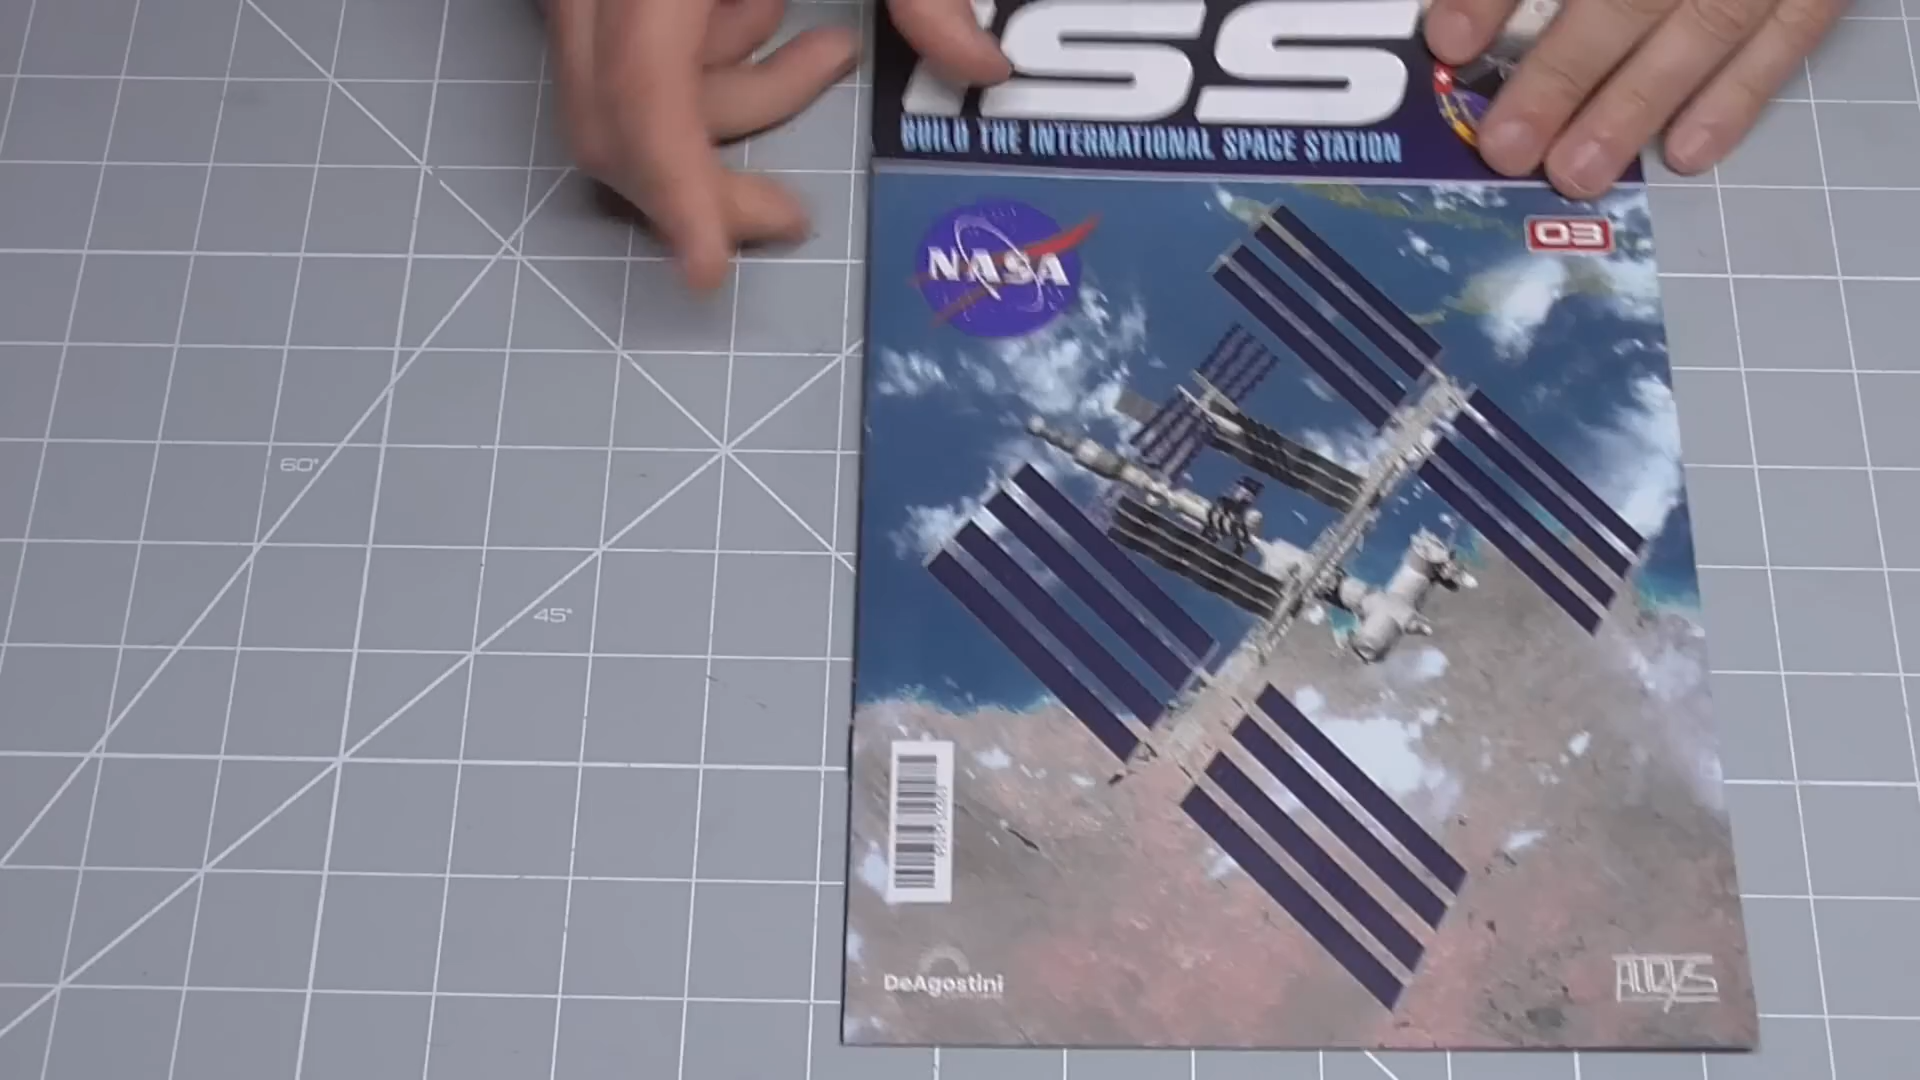 ISS
BUILD THE INTERNATIONAL SPACE STATION
NASA
03
60°
45°
DeAgostini